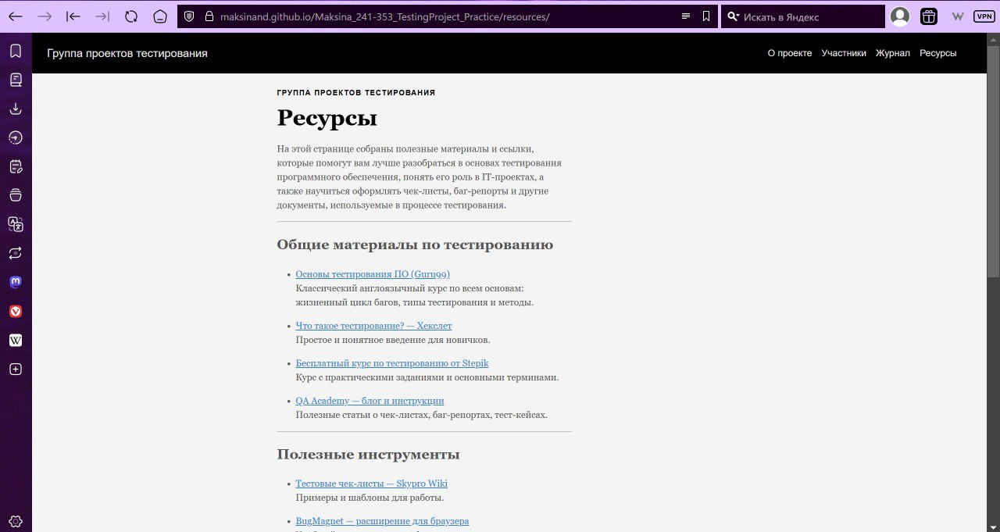 maksinand.github.io/Maksina_241-353_TestingProject_Practice/resources/
Искать в Яндекс
VPN
Группа проектов тестирования
О проекте Участники Журнал Ресурсы
ГРУППА ПРОЕКТОВ ТЕСТИРОВАНИЯ
Ресурсы
На этой странице собраны полезные материалы и ссылки,
которые помогут вам лучше разобраться в основах тестирования
программного обеспечения, понять его роль в IT-проектах, а
также научиться оформлять чек-листы, баг-репорты и другие
документы, используемые в процессе тестирования.
Общие материалы по тестированию
• Основы тестирования ПО (Guru99)
Классический англоязычный курс по всем основам:
жизненный цикл багов, типы тестирования и методы.
• Что такое тестирование? — Хекслет
Простое и понятное введение для новичков.
• Бесплатный курс по тестированию от Stepik
Курс с практическими заданиями и основными терминами.
• QA Academy — блог и инструкции
Полезные статьи о чек-листах, баг-репортах, тест-кейсах.
Полезные инструменты
• Тестовые чек-листы — Skypro Wiki
Примеры и шаблоны для работы.
• BugMagnet — расширение для браузера